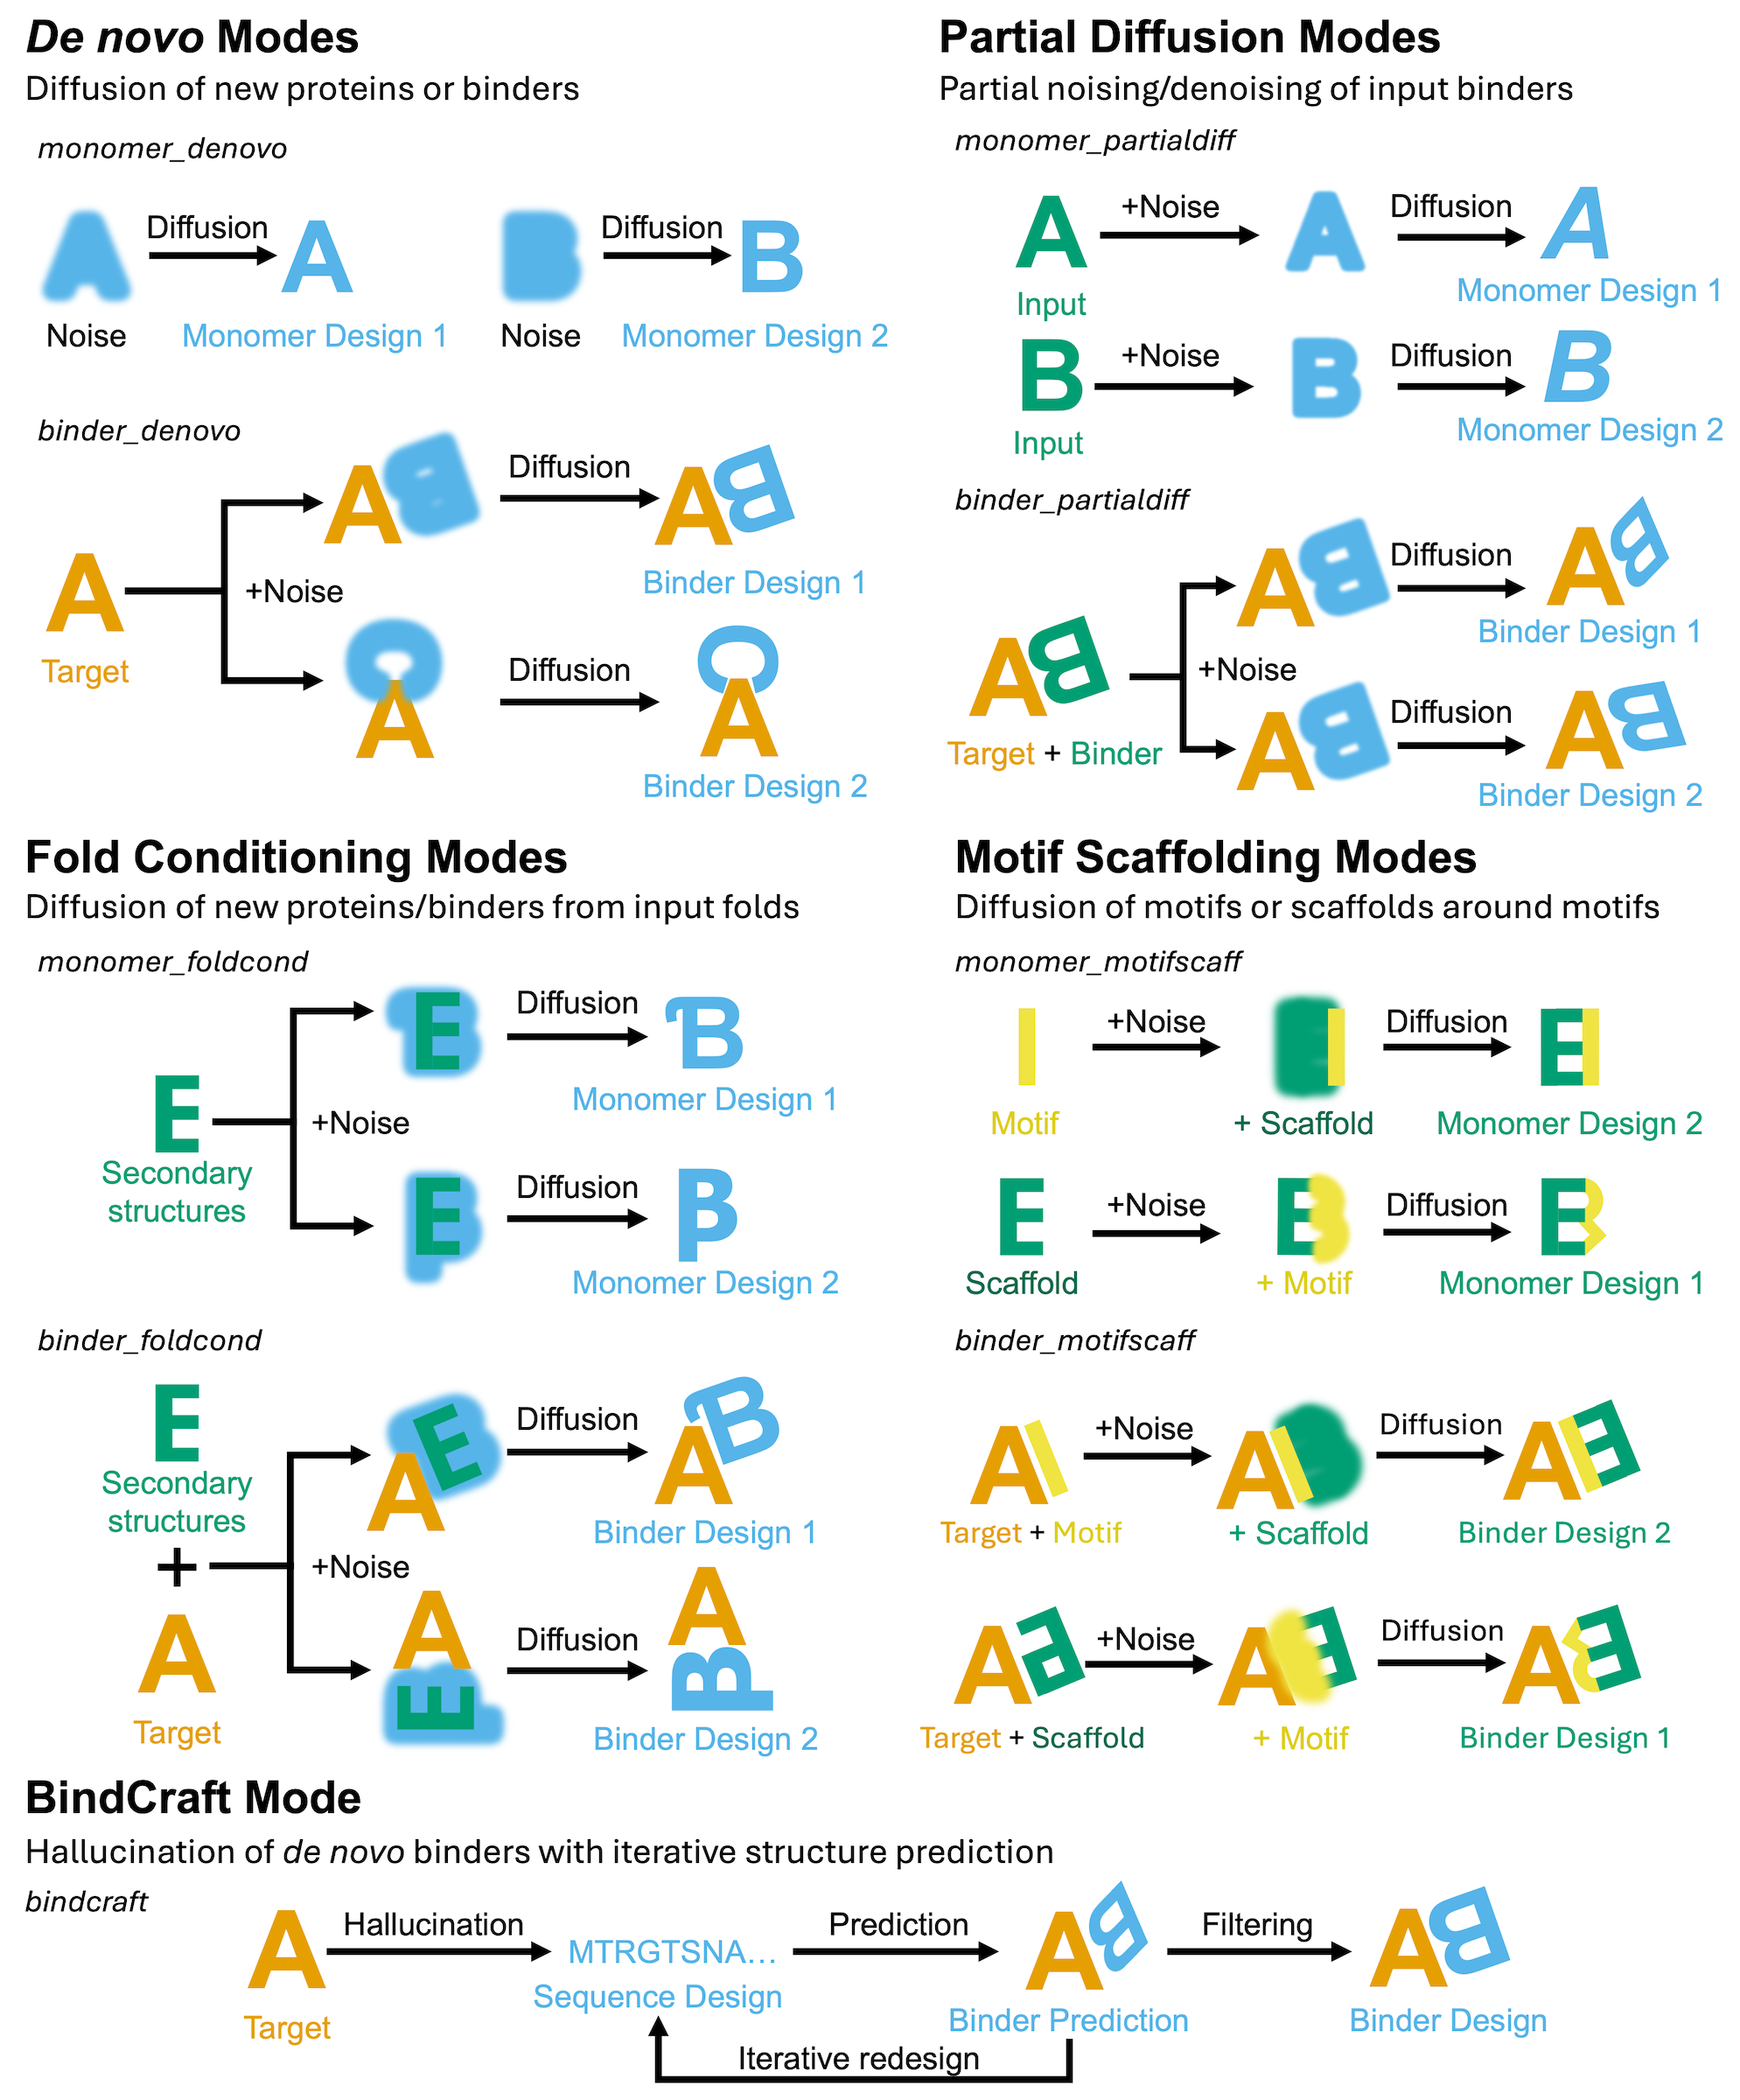 De novo Modes
Diffusion of new proteins or binders
monomer_denovo
A Diffusion A B Diffusion B
Noise Monomer Design 1 Noise Monomer Design 2
binder_denovo
A B Diffusion A B
Binder Design 1
A +Noise
Target
C A Diffusion C A
Binder Design 2
Partial Diffusion Modes
Partial noising/denoising of input binders
monomer_partialdiff
A +Noise A Diffusion A
Input Monomer Design 1
B +Noise B Diffusion B
Input Monomer Design 2
binder_partialdiff
A B Diffusion A B
Binder Design 1
A B +Noise
Target + Binder
A B Diffusion A B
Binder Design 2
Fold Conditioning Modes
Diffusion of new proteins/binders from input folds
monomer_foldcond
E Diffusion B
Monomer Design 1
E +Noise
Secondary
structures
E Diffusion β
Monomer Design 2
binder_foldcond
E
Secondary
structures
A E Diffusion A B
Binder Design 1
+ +Noise
A
Target
A E Diffusion A β
Binder Design 2
Motif Scaffolding Modes
Diffusion of motifs or scaffolds around motifs
monomer_motifscaff
I +Noise I Diffusion E I
Motif + Scaffold Monomer Design 2
E +Noise E Diffusion E
Scaffold + Motif Monomer Design 1
binder_motifscaff
A I +Noise A I Diffusion A I E
Target + Motif + Scaffold Binder Design 2
A +Noise A E Diffusion A E
Target + Scaffold + Motif Binder Design 1
BindCraft Mode
Hallucination of de novo binders with iterative structure prediction
bindcraft
A Hallucination MTRGTSNA... Prediction A B Filtering A B
Target Sequence Design Binder Prediction Binder Design
Iterative redesign